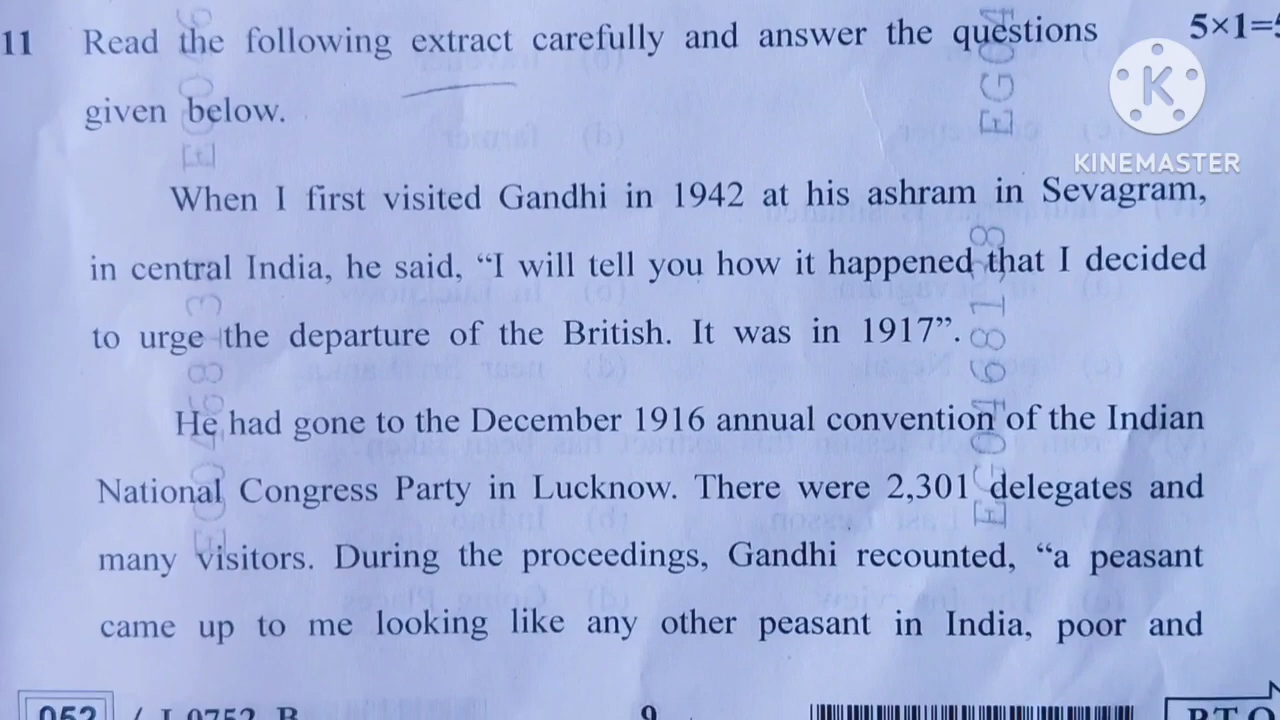 11 Read the following extract carefully and answer the questions 5×1=5
given below.
K
KINEMASTER
When I first visited Gandhi in 1942 at his ashram in Sevagram,
in central India, he said, “I will tell you how it happened that I decided
to urge the departure of the British. It was in 1917”.
He had gone to the December 1916 annual convention of the Indian
National Congress Party in Lucknow. There were 2,301 delegates and
many visitors. During the proceedings, Gandhi recounted, “a peasant
came up to me looking like any other peasant in India, poor and
052 / I-0752_B 9 P.T.O